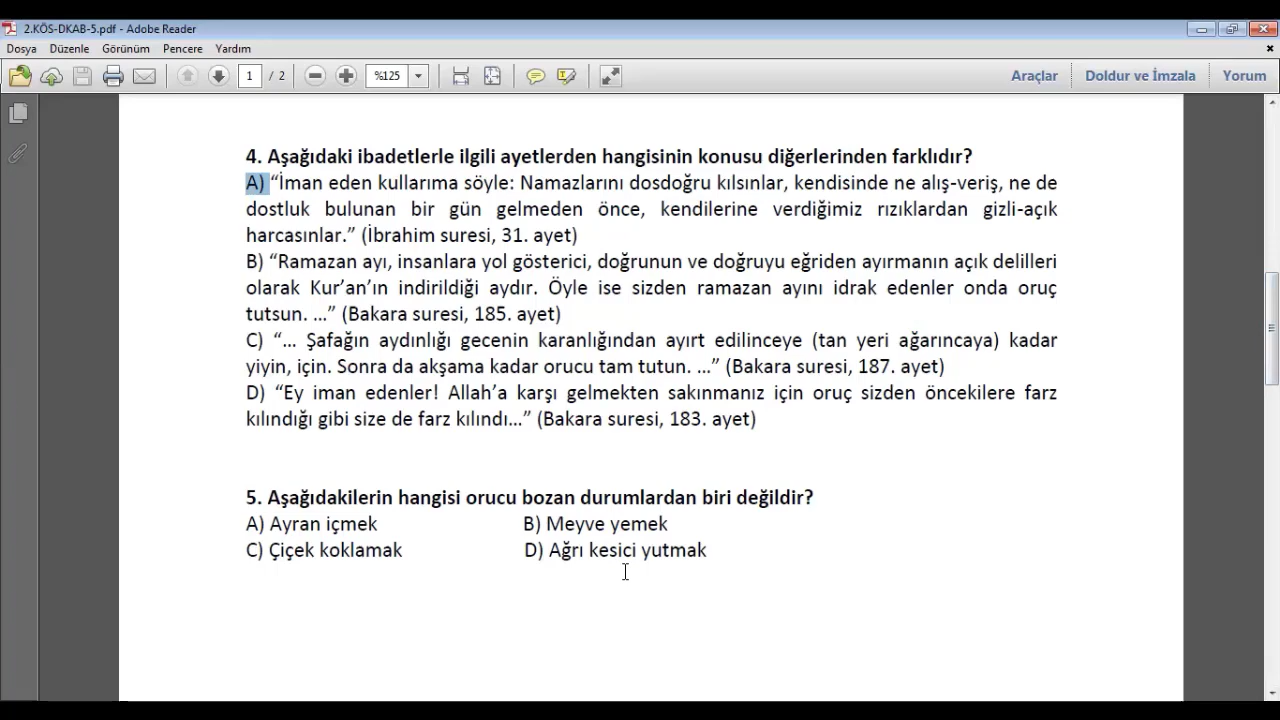 2.KÖS-DKAB-5.pdf - Adobe Reader
Dosya Düzenle Görünüm Pencere Yardım
1 / 2 %125 Araçlar Doldur ve İmzala Yorum
4. Aşağıdaki ibadetlerle ilgili ayetlerden hangisinin konusu diğerlerinden farklıdır?
A) “İman eden kullarıma söyle: Namazlarını dosdoğru kılsınlar, kendisinde ne alış-veriş, ne de
dostluk bulunan bir gün gelmeden önce, kendilerine verdiğimiz rızıklardan gizli-açık
harcasınlar.” (İbrahim suresi, 31. ayet)
B) “Ramazan ayı, insanlara yol gösterici, doğrunun ve doğruyu eğriden ayırmanın açık delilleri
olarak Kur’an’ın indirildiği aydır. Öyle ise sizden ramazan ayını idrak edenler onda oruç
tutsun. ...” (Bakara suresi, 185. ayet)
C) “... Şafağın aydınlığı gecenin karanlığından ayırt edilinceye (tan yeri ağarıncaya) kadar
yiyin, için. Sonra da akşama kadar orucu tam tutun. ...” (Bakara suresi, 187. ayet)
D) “Ey iman edenler! Allah’a karşı gelmekten sakınmanız için oruç sizden öncekilere farz
kılındığı gibi size de farz kılındı...” (Bakara suresi, 183. ayet)
5. Aşağıdakilerin hangisi orucu bozan durumlardan biri değildir?
A) Ayran içmek B) Meyve yemek
C) Çiçek koklamak D) Ağrı kesici yutmak